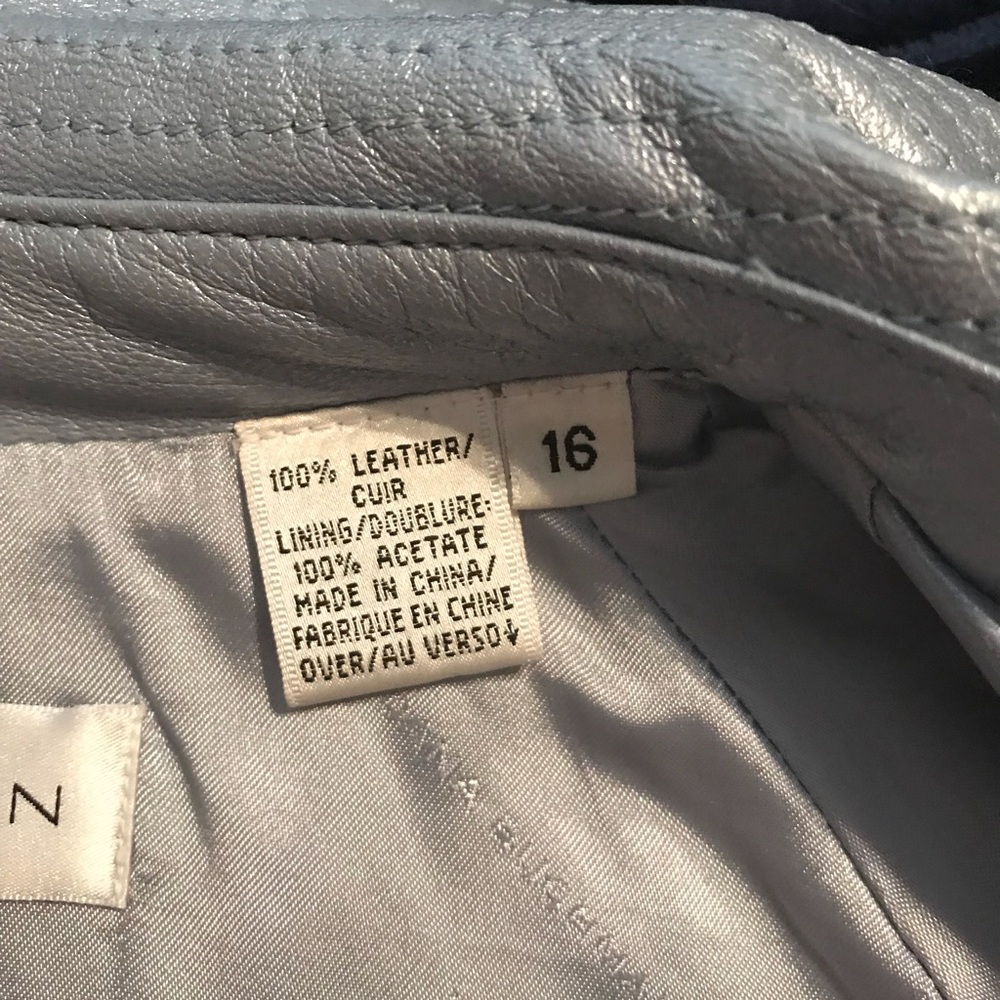 100% LEATHER/
CUIR
LINING/DOUBLURE:
100% ACETATE
MADE IN CHINA/
FABRIQUE EN CHINE
OVER/AU VERSO↓
16
N